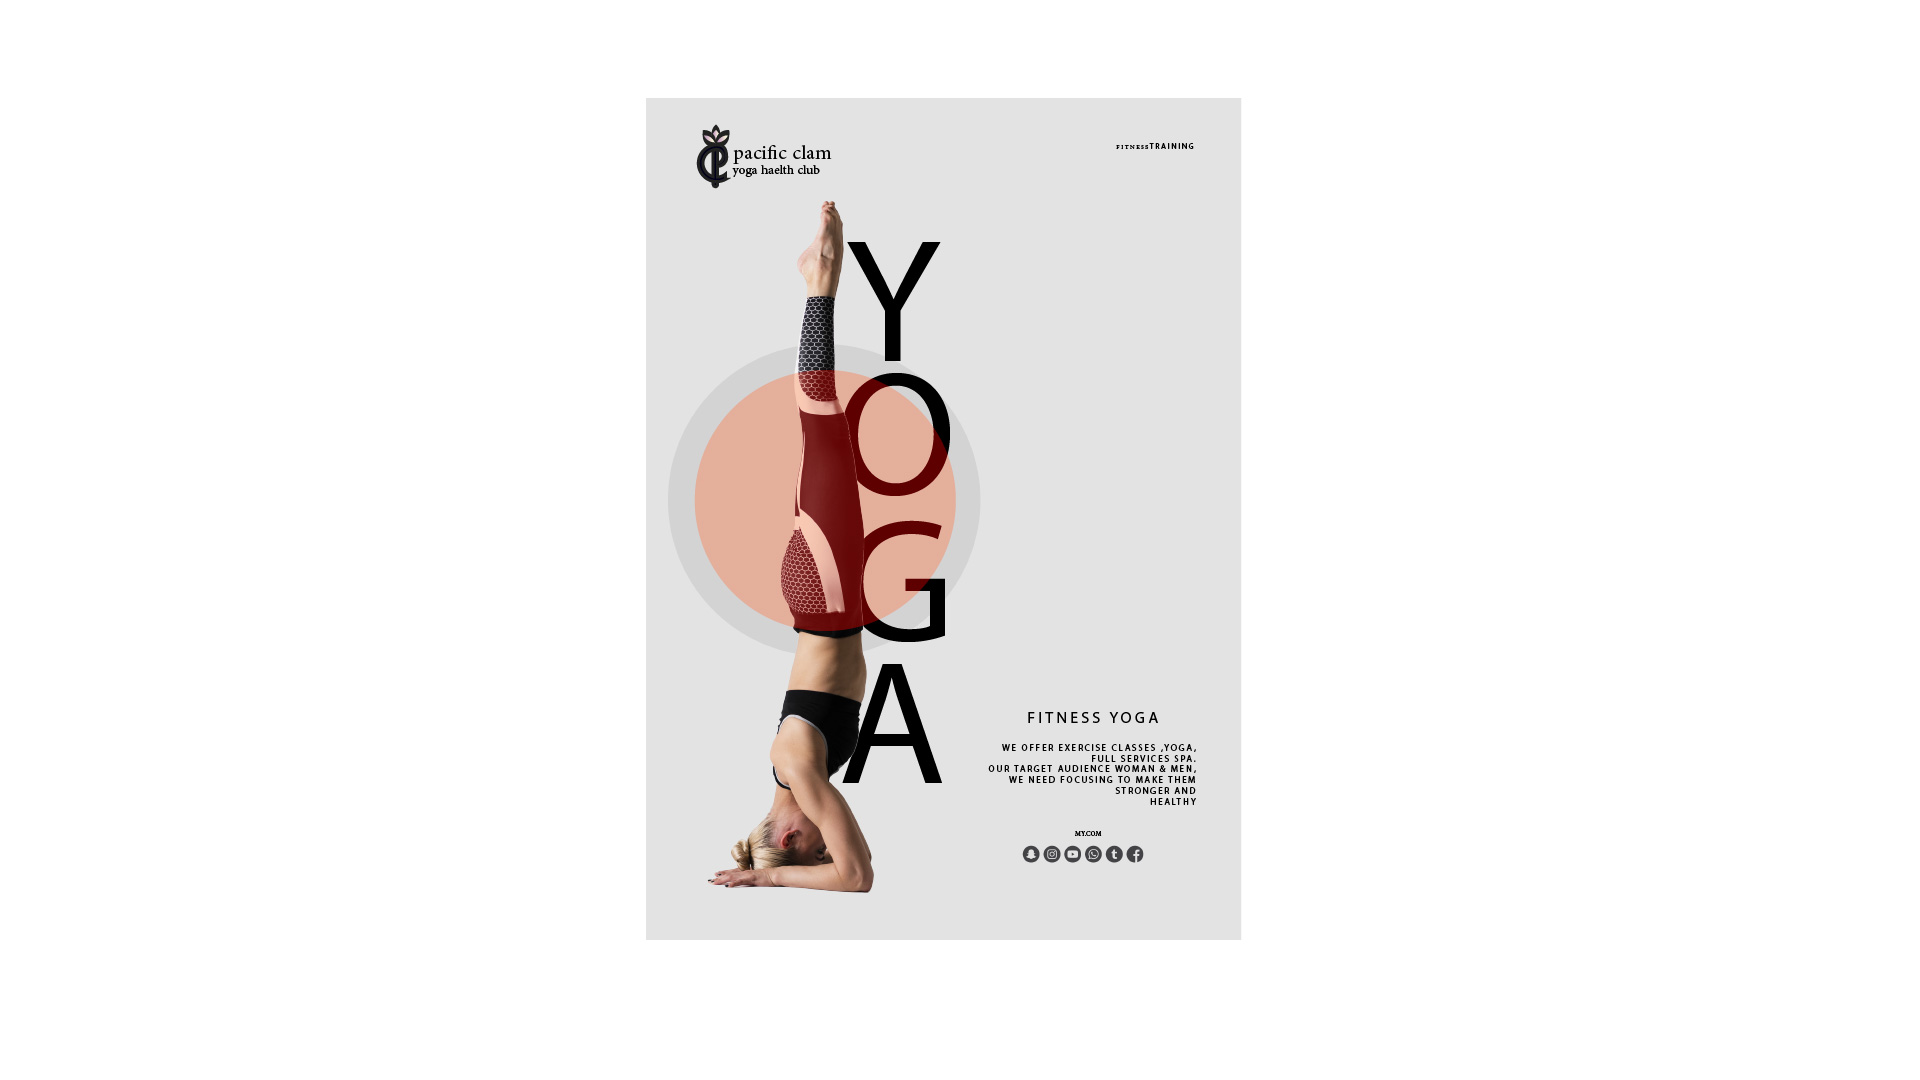 pacific clam
yoga haelth club
FITNESSTRAINING
Y
O
G
A
FITNESS YOGA
WE OFFER EXERCISE CLASSES ,YOGA,
FULL SERVICES SPA.
OUR TARGET AUDIENCE WOMAN & MEN,
WE NEED FOCUSING TO MAKE THEM
STRONGER AND
HEALTHY
MY.COM